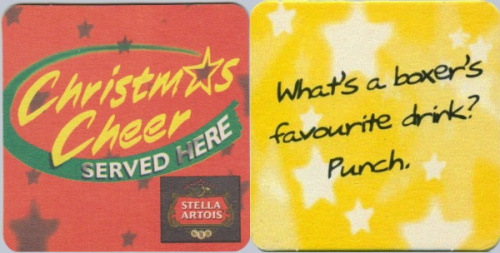 Christmas
Cheer
SERVED HERE
STELLA
ARTOIS
What's a boxer's
favourite drink?
Punch.